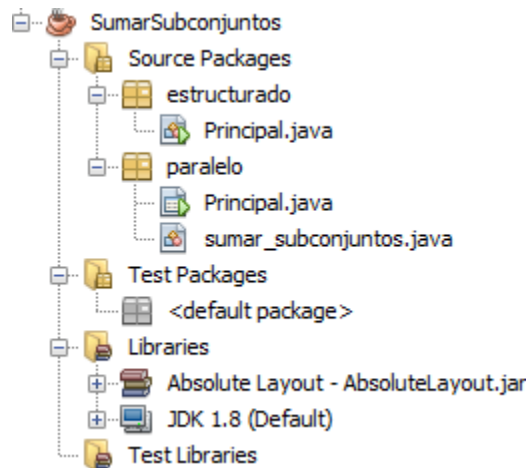 SumarSubconjuntos
Source Packages
estructurado
Principal.java
paralelo
Principal.java
sumar_subconjuntos.java
Test Packages
<default package>
Libraries
Absolute Layout - AbsoluteLayout.jar
JDK 1.8 (Default)
Test Libraries